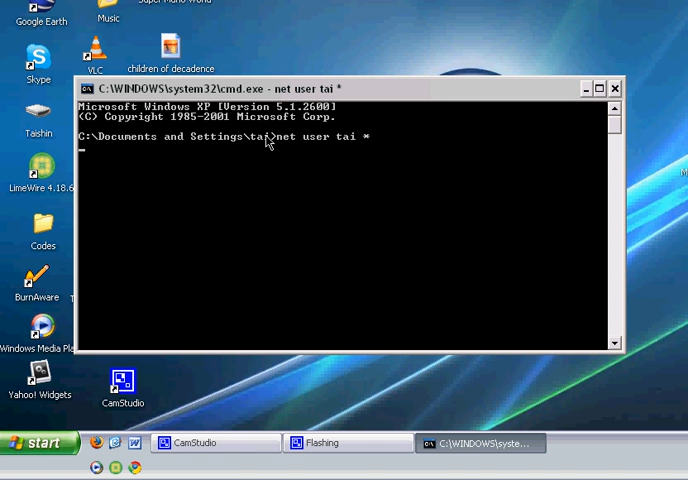 Google Earth
Music
Super Mario World
Skype
VLC
children of decadence
C:\WINDOWS\system32\cmd.exe - net user tai *
Microsoft Windows XP [Version 5.1.2600]
(C) Copyright 1985-2001 Microsoft Corp.
C:\Documents and Settings\tai>net user tai *
Taishin
LimeWire 4.18.6
Codes
BurnAware
Windows Media Pla
Yahoo! Widgets
CamStudio
start
CamStudio
Flashing
C:\WINDOWS\syste...